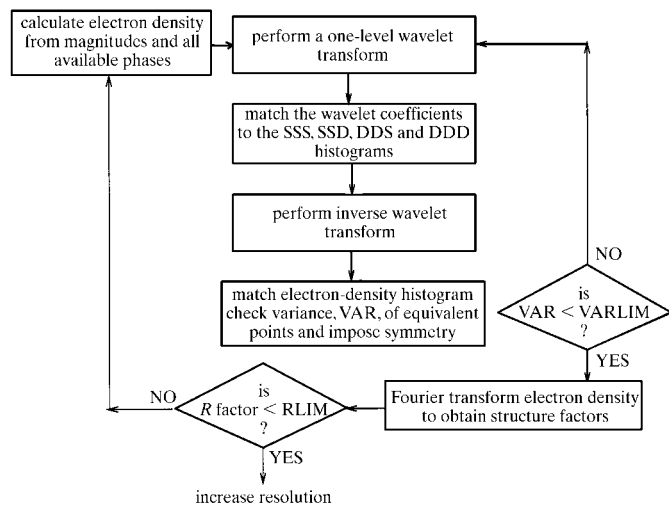 calculate electron density
from magnitudes and all
available phases
perform a one-level wavelet
transform
match the wavelet coefficients
to the SSS, SSD, DDS and DDD
histograms
perform inverse wavelet
transform
match electron-density histogram
check variance, VAR, of equivalent
points and impose symmetry
NO
is
VAR < VARLIM
?
YES
Fourier transform electron density
to obtain structure factors
NO
is
R factor < RLIM
?
YES
increase resolution